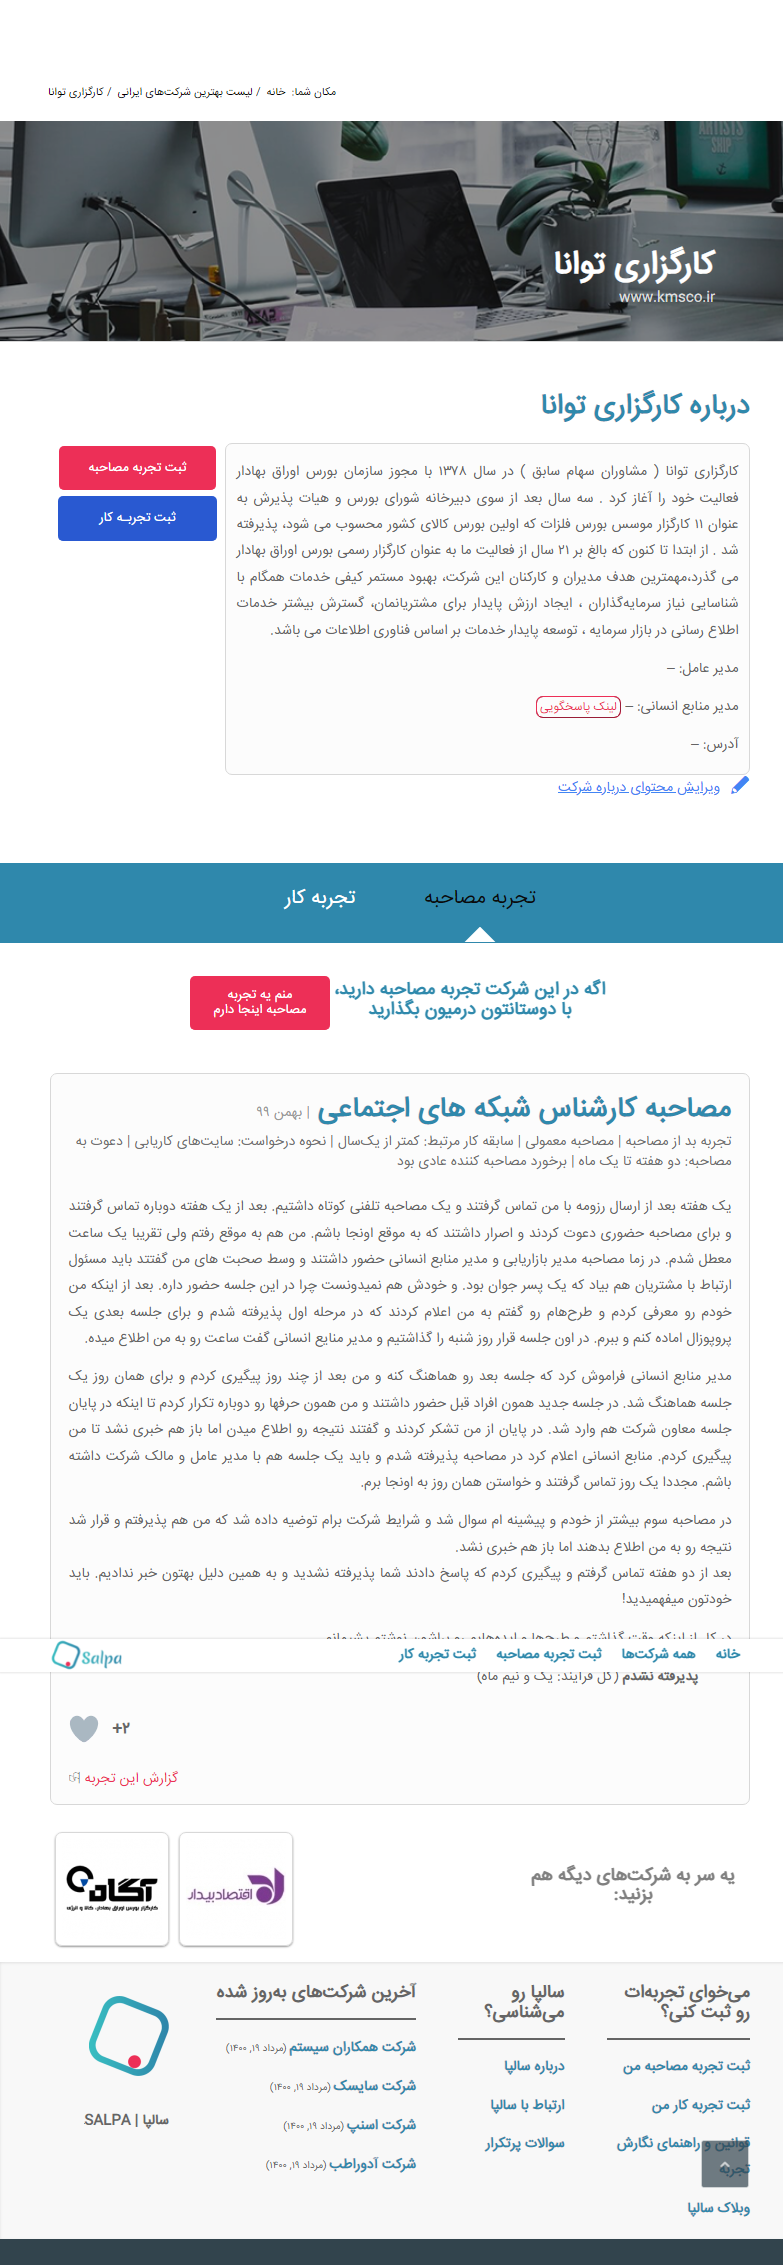 مکان شما: خانه / لیست بهترین شرکت‌های ایرانی / کارگزاری توانا
ARTISTS
SHIP
کارگزاری توانا
www.kmsco.ir
درباره کارگزاری توانا
ثبت تجربه مصاحبه
ثبت تجربـه کار
کارگزاری توانا ( مشاوران سهام سابق ) در سال ۱۳۷۸ با مجوز سازمان بورس اوراق بهادار
فعالیت خود را آغاز کرد . سه سال بعد از سوی دبیرخانه شورای بورس و هیات پذیرش به
عنوان ۱۱ کارگزار موسس بورس فلزات که اولین بورس کالای کشور محسوب می شود، پذیرفته
شد . از ابتدا تا کنون که بالغ بر ۲۱ سال از فعالیت ما به عنوان کارگزار رسمی بورس اوراق بهادار
می گذرد،مهمترین هدف مدیران و کارکنان این شرکت، بهبود مستمر کیفی خدمات همگام با
شناسایی نیاز سرمایه‌گذاران ، ایجاد ارزش پایدار برای مشتریانمان، گسترش بیشتر خدمات
اطلاع رسانی در بازار سرمایه ، توسعه پایدار خدمات بر اساس فناوری اطلاعات می باشد.
مدیر عامل: –
مدیر منابع انسانی: – لینک پاسخگویی
آدرس: –
ویرایش محتوای درباره شرکت
تجربه مصاحبه
تجربه کار
اگه در این شرکت تجربه مصاحبه دارید،
با دوستانتون درمیون بگذارید
منم یه تجربه
مصاحبه اینجا دارم
مصاحبه کارشناس شبکه های اجتماعی | بهمن ۹۹
تجربه بد از مصاحبه | مصاحبه معمولی | سابقه کار مرتبط: کمتر از یک‌سال | نحوه درخواست: سایت‌های کاریابی | دعوت به
مصاحبه: دو هفته تا یک ماه | برخورد مصاحبه کننده عادی بود
یک هفته بعد از ارسال رزومه با من تماس گرفتند و یک مصاحبه تلفنی کوتاه داشتیم. بعد از یک هفته دوباره تماس گرفتند
و برای مصاحبه حضوری دعوت کردند و اصرار داشتند که به موقع اونجا باشم. من هم به موقع رفتم ولی تقریبا یک ساعت
معطل شدم. در زما مصاحبه مدیر بازاریابی و مدیر منابع انسانی حضور داشتند و وسط صحبت های من گفتند باید مسئول
ارتباط با مشتریان هم بیاد که یک پسر جوان بود. و خودش هم نمیدونست چرا در این جلسه حضور داره. بعد از اینکه من
خودم رو معرفی کردم و طرح‌هام رو گفتم به من اعلام کردند که در مرحله اول پذیرفته شدم و برای جلسه بعدی یک
پروپوزال اماده کنم و ببرم. در اون جلسه قرار روز شنبه را گذاشتیم و مدیر منایع انسانی گفت ساعت رو به من اطلاع میده.
مدیر منابع انسانی فراموش کرد که جلسه بعد رو هماهنگ کنه و من بعد از چند روز پیگیری کردم و برای همان روز یک
جلسه هماهنگ شد. در جلسه جدید همون افراد قبل حضور داشتند و من همون حرفها رو دوباره تکرار کردم تا اینکه در پایان
جلسه معاون شرکت هم وارد شد. در پایان از من تشکر کردند و گفتند نتیجه رو اطلاع میدن اما باز هم خبری نشد تا من
پیگیری کردم. منابع انسانی اعلام کرد در مصاحبه پذیرفته شدم و باید یک جلسه هم با مدیر عامل و مالک شرکت داشته
باشم. مجددا یک روز تماس گرفتند و خواستن همان روز به اونجا برم.
در مصاحبه سوم بیشتر از خودم و پیشینه ام سوال شد و شرایط شرکت برام توضیه داده شد که من هم پذیرفتم و قرار شد
نتیجه رو به من اطلاع بدهند اما باز هم خبری نشد.
بعد از دو هفته تماس گرفتم و پیگیری کردم که پاسخ دادند شما پذیرفته نشدید و به همین دلیل بهتون خبر ندادیم. باید
خودتون میفهمیدید!
خانه
همه شرکت‌ها
ثبت تجربه مصاحبه
ثبت تجربه کار
Salpa
پذیرفته نشدم (کل فرایند: یک و نیم ماه)
+۲
گزارش این تجربه
یه سر به شرکت‌های دیگه هم
بزنید:
اقتصاد بیدار
آگاه
کارگزار بورس اوراق بهادار، کالا و انرژی
می‌خوای تجربه‌ات
رو ثبت کنی؟
ثبت تجربه مصاحبه من
ثبت تجربه کار من
قوانین و راهنمای نگارش
تجربه
وبلاک سالپا
سالپا رو
می‌شناسی؟
درباره سالپا
ارتباط با سالپا
سوالات پرتکرار
آخرین شرکت‌های به‌روز شده
شرکت همکاران سیستم (مرداد ۱۹, ۱۴۰۰)
شرکت سایسک (مرداد ۱۹, ۱۴۰۰)
شرکت اسنپ (مرداد ۱۹, ۱۴۰۰)
شرکت آدوراطب (مرداد ۱۹, ۱۴۰۰)
سالپا | SALPA